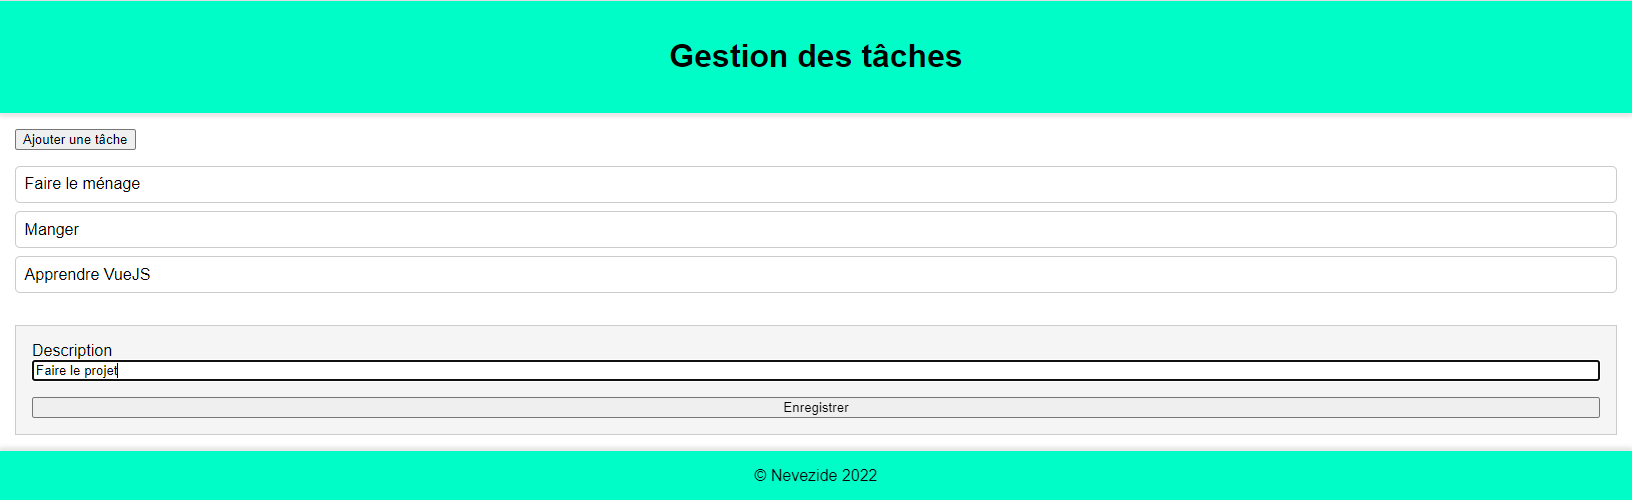 Gestion des tâches
Ajouter une tâche
Faire le ménage
Manger
Apprendre VueJS
Description
Faire le projet
Enregistrer
© Nevezide 2022